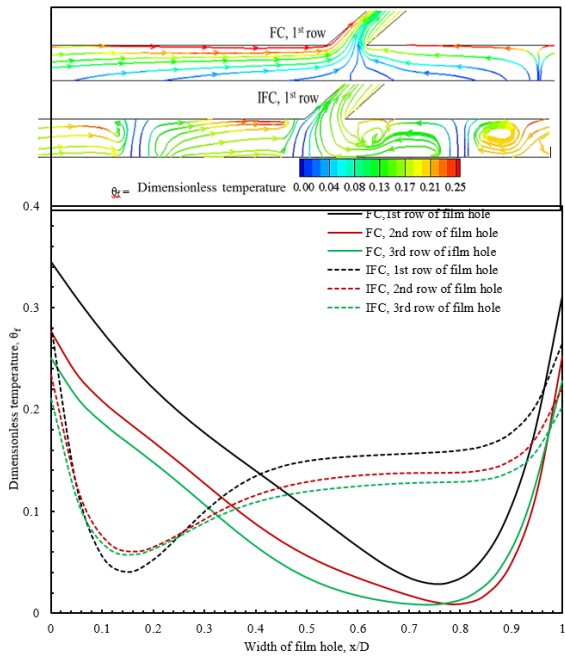 FC, 1st row
IFC, 1st row
θf = Dimensionless temperature 0.00 0.04 0.08 0.13 0.17 0.21 0.25
FC,1st row of film hole
FC, 2nd row of film hole
FC, 3rd row of iflm hole
IFC, 1st row of film hole
IFC, 2nd row of film hole
IFC, 3rd row of film hole
Dimensionless temperature, θf
0.4
0.3
0.2
0.1
0
0 0.1 0.2 0.3 0.4 0.5 0.6 0.7 0.8 0.9 1
Width of film hole, x/D